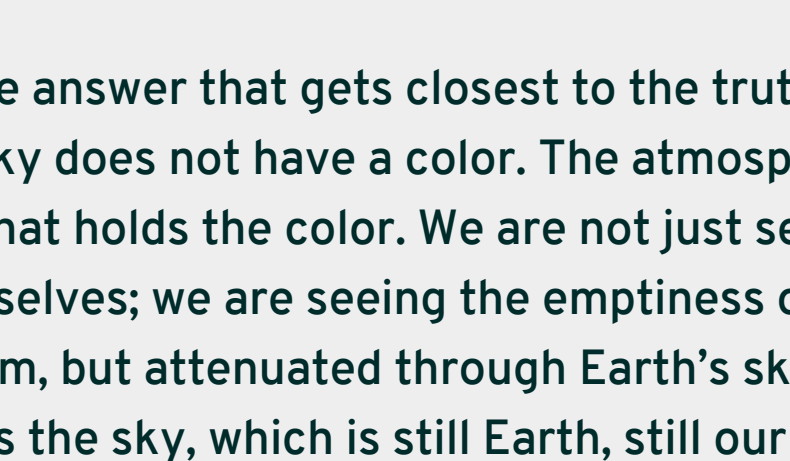 e answer that gets closest to the trut
ky does not have a color. The atmosp
hat holds the color. We are not just se
selves; we are seeing the emptiness o
m, but attenuated through Earth’s sk
s the sky, which is still Earth, still our